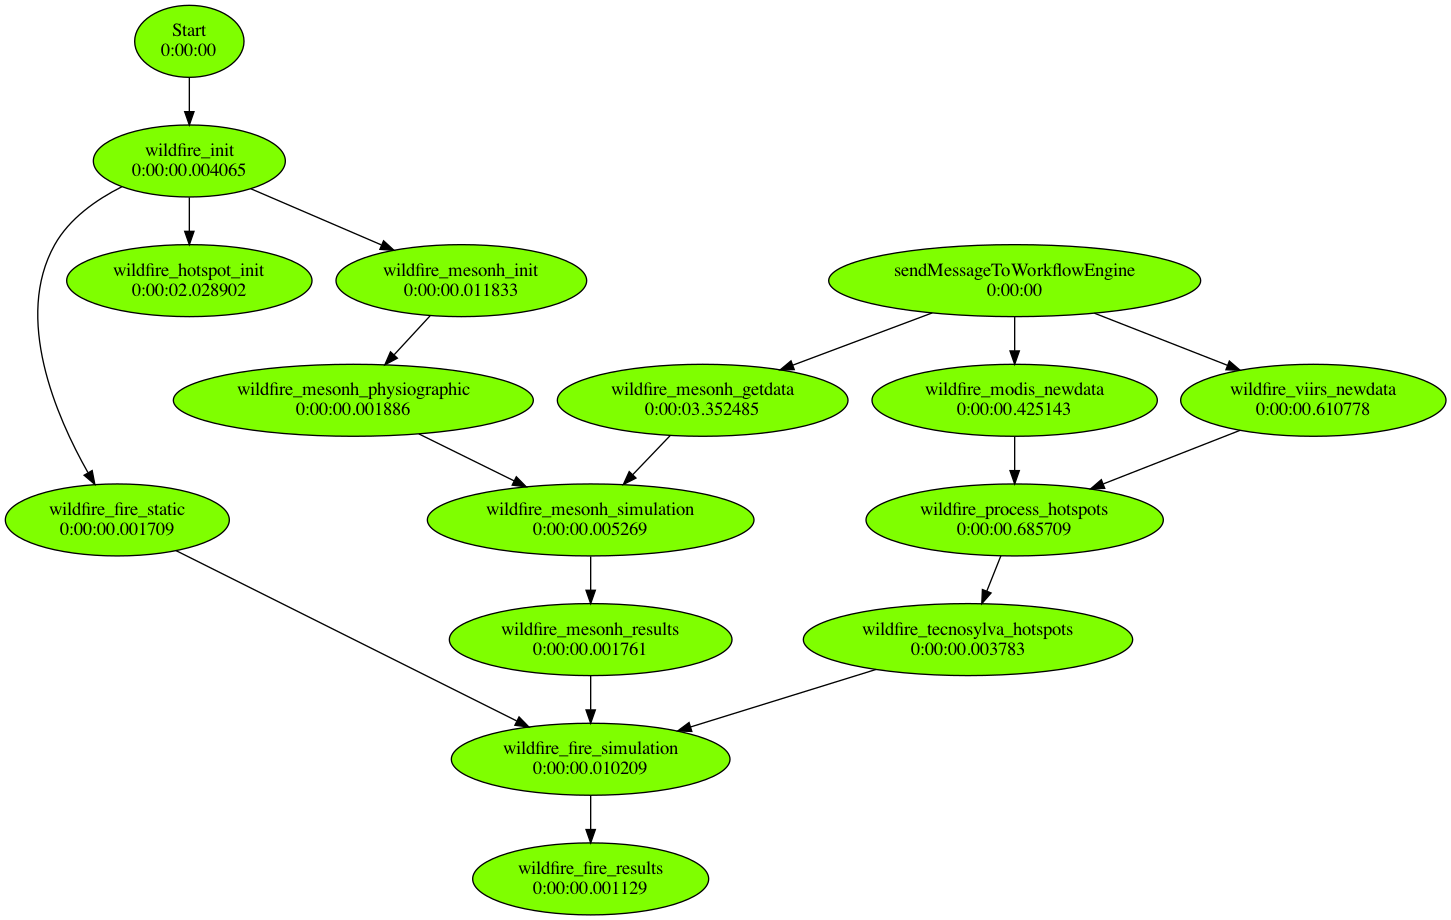 Start
0:00:00
wildfire_init
0:00:00.004065
wildfire_hotspot_init
0:00:02.028902
wildfire_mesonh_init
0:00:00.011833
sendMessageToWorkflowEngine
0:00:00
wildfire_mesonh_physiographic
0:00:00.001886
wildfire_mesonh_getdata
0:00:03.352485
wildfire_modis_newdata
0:00:00.425143
wildfire_viirs_newdata
0:00:00.610778
wildfire_fire_static
0:00:00.001709
wildfire_mesonh_simulation
0:00:00.005269
wildfire_process_hotspots
0:00:00.685709
wildfire_mesonh_results
0:00:00.001761
wildfire_tecnosylva_hotspots
0:00:00.003783
wildfire_fire_simulation
0:00:00.010209
wildfire_fire_results
0:00:00.001129